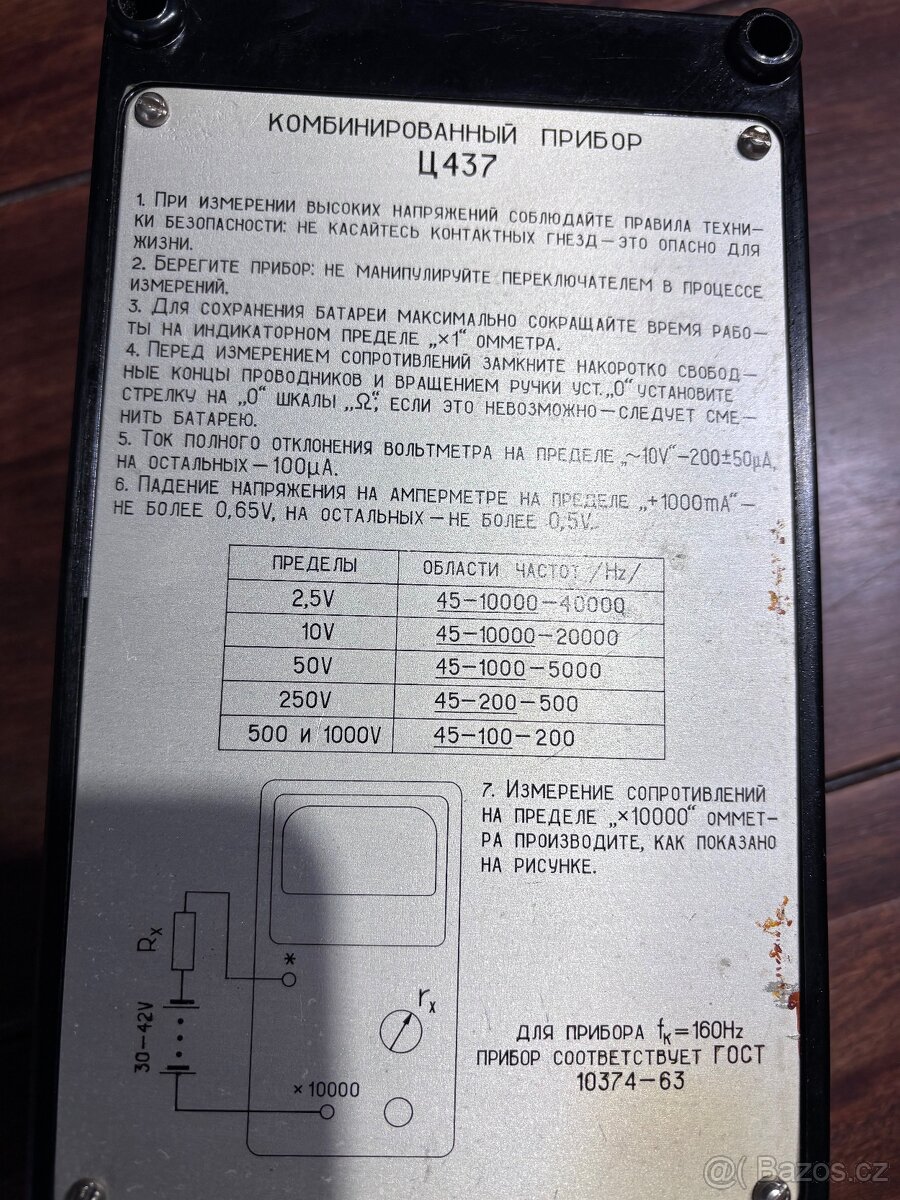 КОМБИНИРОВАННЫЙ ПРИБОР
Ц437
1. ПРИ ИЗМЕРЕНИИ ВЫСОКИХ НАПРЯЖЕНИЙ СОБЛЮДАЙТЕ ПРАВИЛА ТЕХНИ-
КИ БЕЗОПАСНОСТИ: НЕ КАСАЙТЕСЬ КОНТАКТНЫХ ГНЕЗД—ЭТО ОПАСНО ДЛЯ
ЖИЗНИ.
2. БЕРЕГИТЕ ПРИБОР: НЕ МАНИПУЛИРУЙТЕ ПЕРЕКЛЮЧАТЕЛЕМ В ПРОЦЕССЕ
ИЗМЕРЕНИЙ.
3. ДЛЯ СОХРАНЕНИЯ БАТАРЕИ МАКСИМАЛЬНО СОКРАЩАЙТЕ ВРЕМЯ РАБО-
ТЫ НА ИНДИКАТОРНОМ ПРЕДЕЛЕ „×1“ ОММЕТРА.
4. ПЕРЕД ИЗМЕРЕНИЕМ СОПРОТИВЛЕНИЙ ЗАМКНИТЕ НАКОРОТКО СВОБОД-
НЫЕ КОНЦЫ ПРОВОДНИКОВ И ВРАЩЕНИЕМ РУЧКИ УСТ. „0“ УСТАНОВИТЕ
СТРЕЛКУ НА „0“ ШКАЛЫ „Ω“, ЕСЛИ ЭТО НЕВОЗМОЖНО—СЛЕДУЕТ СМЕ-
НИТЬ БАТАРЕЮ.
5. ТОК ПОЛНОГО ОТКЛОНЕНИЯ ВОЛЬТМЕТРА НА ПРЕДЕЛЕ „~10V“—200±50μA,
НА ОСТАЛЬНЫХ—100μA.
6. ПАДЕНИЕ НАПРЯЖЕНИЯ НА АМПЕРМЕТРЕ НА ПРЕДЕЛЕ „+1000mA“—
НЕ БОЛЕЕ 0,65V, НА ОСТАЛЬНЫХ—НЕ БОЛЕЕ 0,5V.
ПРЕДЕЛЫ ОБЛАСТИ ЧАСТОТ /Hz/
2,5V 45-10000-40000
10V 45-10000-20000
50V 45-1000-5000
250V 45-200-500
500 И 1000V 45-100-200
7. ИЗМЕРЕНИЕ СОПРОТИВЛЕНИЙ
НА ПРЕДЕЛЕ „×10000“ ОММЕТ-
РА ПРОИЗВОДИТЕ, КАК ПОКАЗАНО
НА РИСУНКЕ.
Rx
*
rx
30-42V
×10000
ДЛЯ ПРИБОРА fк=160Hz
ПРИБОР СООТВЕТСТВУЕТ ГОСТ
10374-63
@( Bazos.cz